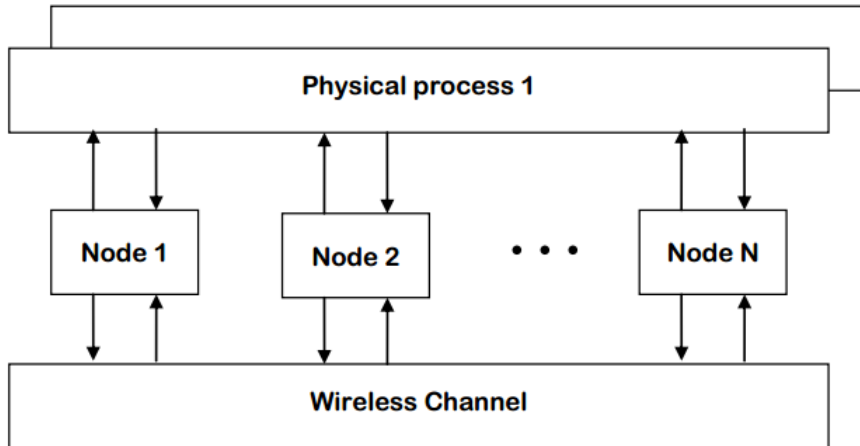 Physical process 1
Node 1
Node 2
• • •
Node N
Wireless Channel